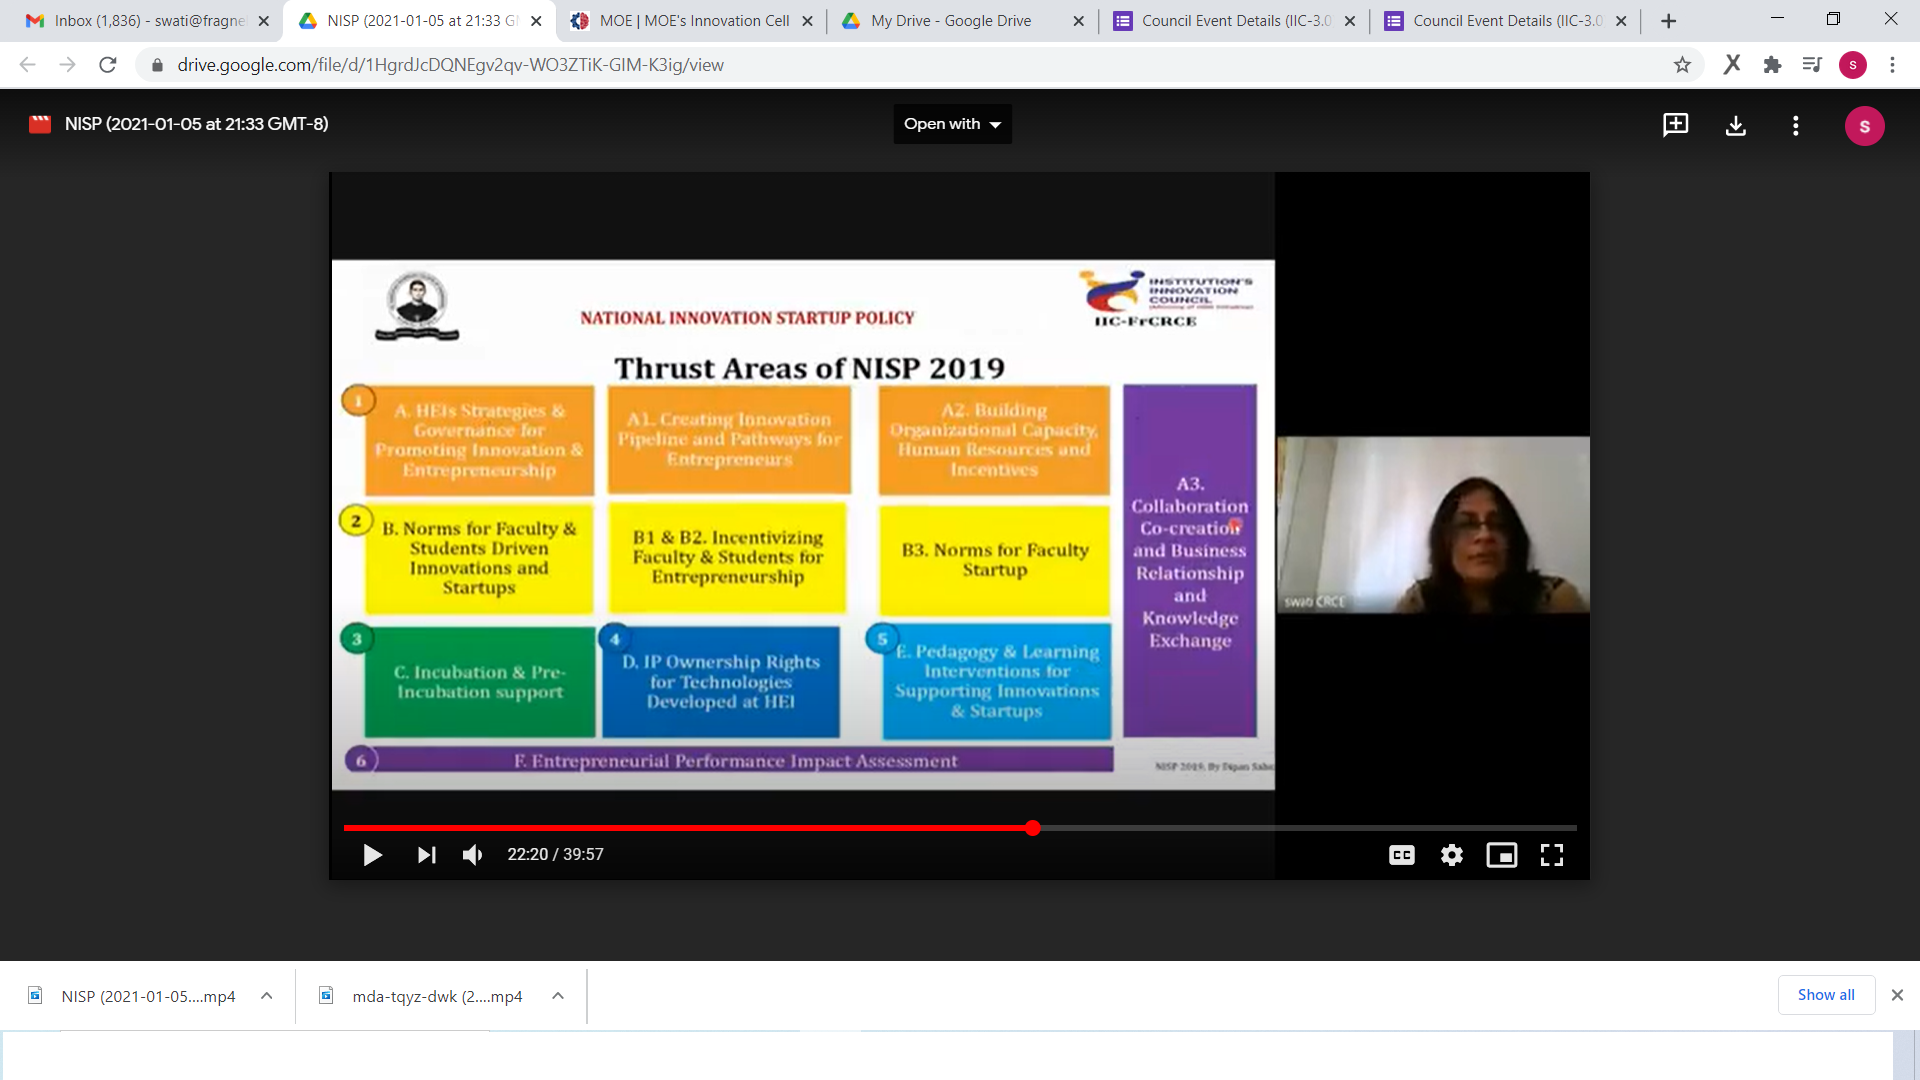 Inbox (1,836) - swati@fragne
NISP (2021-01-05 at 21:33 G
MOE | MOE's Innovation Cell
My Drive - Google Drive
Council Event Details (IIC-3.0
Council Event Details (IIC-3.0
drive.google.com/file/d/1HgrdJcDQNEgv2qv-WO3ZTiK-GIM-K3ig/view
s
NISP (2021-01-05 at 21:33 GMT-8)
Open with
s
INSTITUTION'S
INNOVATION
COUNCIL
IIC-FrCRCE
NATIONAL INNOVATION STARTUP POLICY
Thrust Areas of NISP 2019
1
A. HEIs Strategies &
Governance for
Promoting Innovation &
Entrepreneurship
A1. Creating Innovation
Pipeline and Pathways for
Entrepreneurs
A2. Building
Organizational Capacity,
Human Resources and
Incentives
A3.
Collaboration
Co-creation
and Business
Relationship
and
Knowledge
Exchange
2
B. Norms for Faculty &
Students Driven
Innovations and
Startups
B1 & B2. Incentivizing
Faculty & Students for
Entrepreneurship
B3. Norms for Faculty
Startup
3
C. Incubation & Pre-
Incubation support
4
D. IP Ownership Rights
for Technologies
Developed at HEI
5
E. Pedagogy & Learning
Interventions for
Supporting Innovations
& Startups
6
F. Entrepreneurial Performance Impact Assessment
NISP 2019, By Dipan Sahu
swati CRCE
22:20 / 39:57
CC
NISP (2021-01-05....mp4
mda-tqyz-dwk (2....mp4
Show all